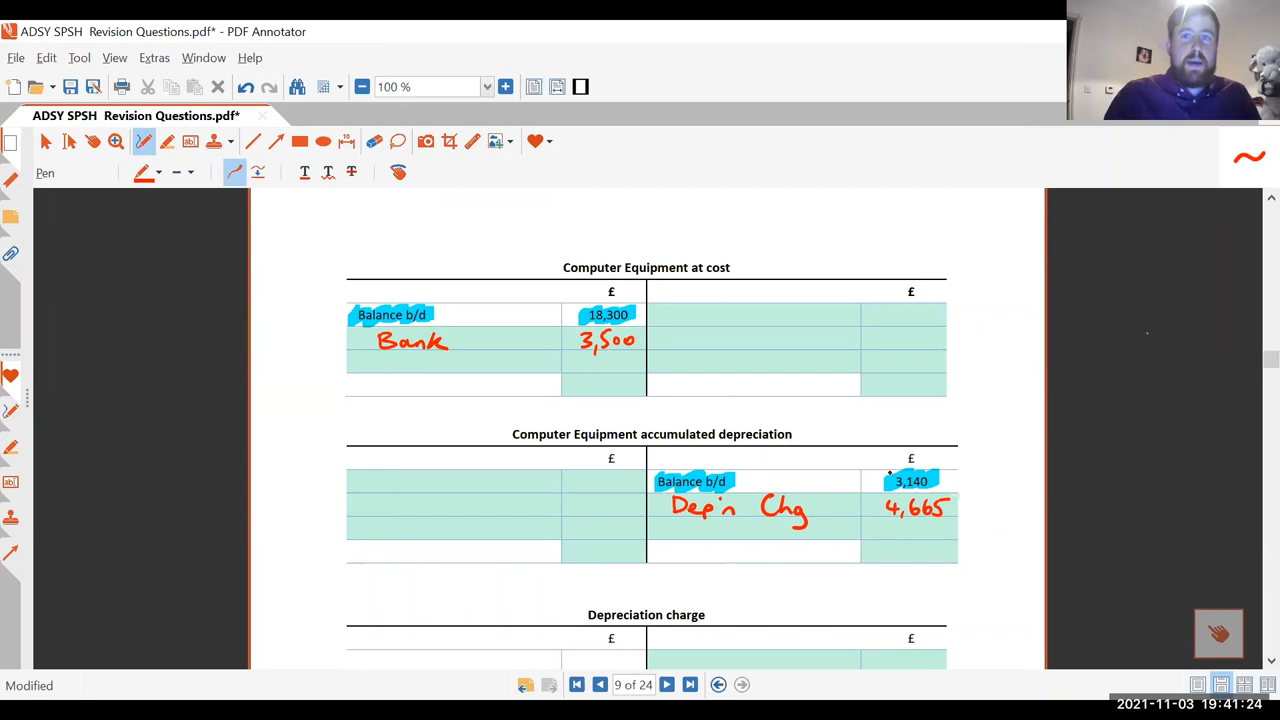 ADSY SPSH  Revision Questions.pdf* - PDF Annotator
File Edit Tool View Extras Window Help
100 %
ADSY SPSH  Revision Questions.pdf*
Pen
Computer Equipment at cost
£ £
Balance b/d 18,300
Bank 3,500
Computer Equipment accumulated depreciation
£ £
Balance b/d 3,140
Dep'n Chg 4,665
Depreciation charge
£ £
Modified 9 of 24
2021-11-03 19:41:24